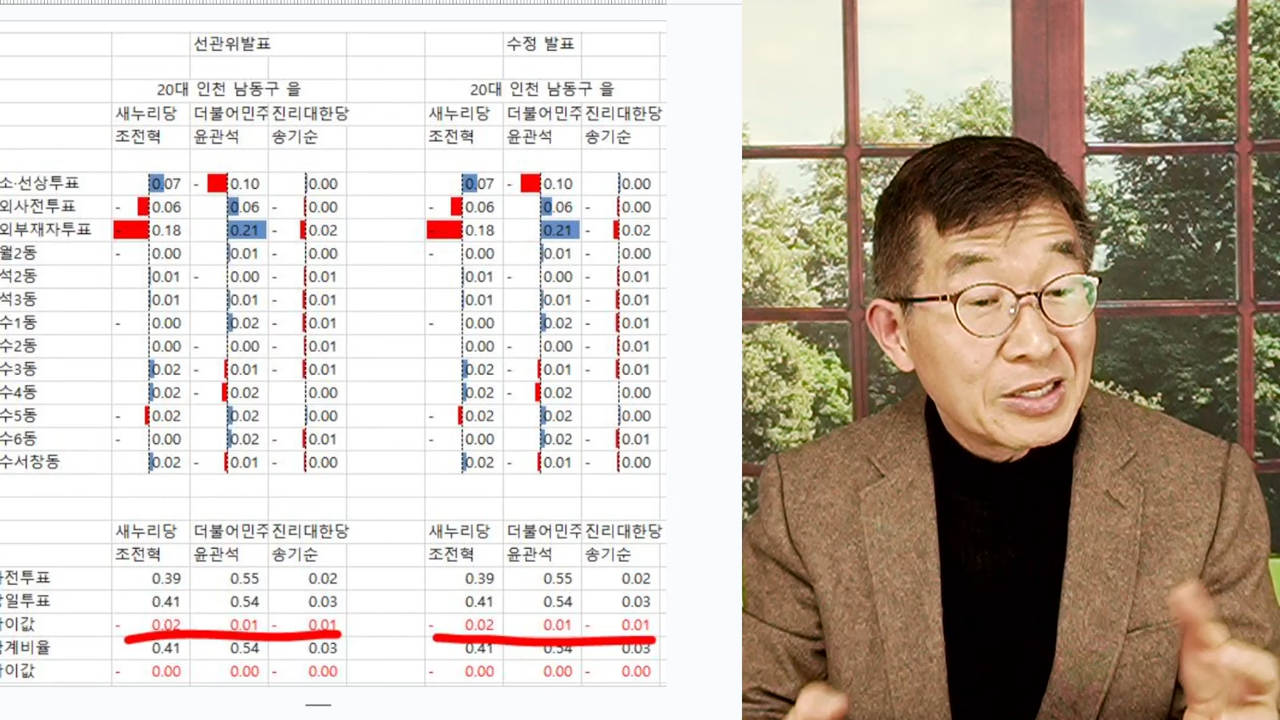 선관위발표 수정 발표
20대 인천 남동구 을 20대 인천 남동구 을
새누리당 더불어민주 진리대한당 새누리당 더불어민주 진리대한당
조전혁 윤관석 송기순 조전혁 윤관석 송기순
소·선상투표 0.07 - 0.10 0.00 0.07 - 0.10 0.00
외사전투표 - 0.06 0.06 - 0.00 - 0.06 0.06 - 0.00
외부재자투표 - 0.18 0.21 - 0.02 - 0.18 0.21 - 0.02
월2동 - 0.00 0.01 - 0.00 - 0.00 0.01 - 0.00
석2동 0.01 - 0.00 - 0.01 0.01 - 0.00 - 0.01
석3동 0.01 0.01 - 0.01 0.01 0.01 - 0.01
수1동 - 0.00 0.02 - 0.01 - 0.00 0.02 - 0.01
수2동 0.00 - 0.00 - 0.01 0.00 - 0.00 - 0.01
수3동 0.02 - 0.01 - 0.01 0.02 - 0.01 - 0.01
수4동 0.02 - 0.02 0.00 0.02 - 0.02 0.00
수5동 - 0.02 0.02 0.00 - 0.02 0.02 0.00
수6동 - 0.00 0.02 - 0.01 - 0.00 0.02 - 0.01
수서창동 0.02 - 0.01 - 0.00 0.02 - 0.01 - 0.00
새누리당 더불어민주 진리대한당 새누리당 더불어민주 진리대한당
조전혁 윤관석 송기순 조전혁 윤관석 송기순
전투표 0.39 0.55 0.02 0.39 0.55 0.02
일투표 0.41 0.54 0.03 0.41 0.54 0.03
이값 - 0.02 0.01 - 0.01 - 0.02 0.01 - 0.01
계비율 0.41 0.54 0.03 0.41 0.54 0.03
이값 - 0.00 0.00 - 0.00 - 0.00 0.00 - 0.00